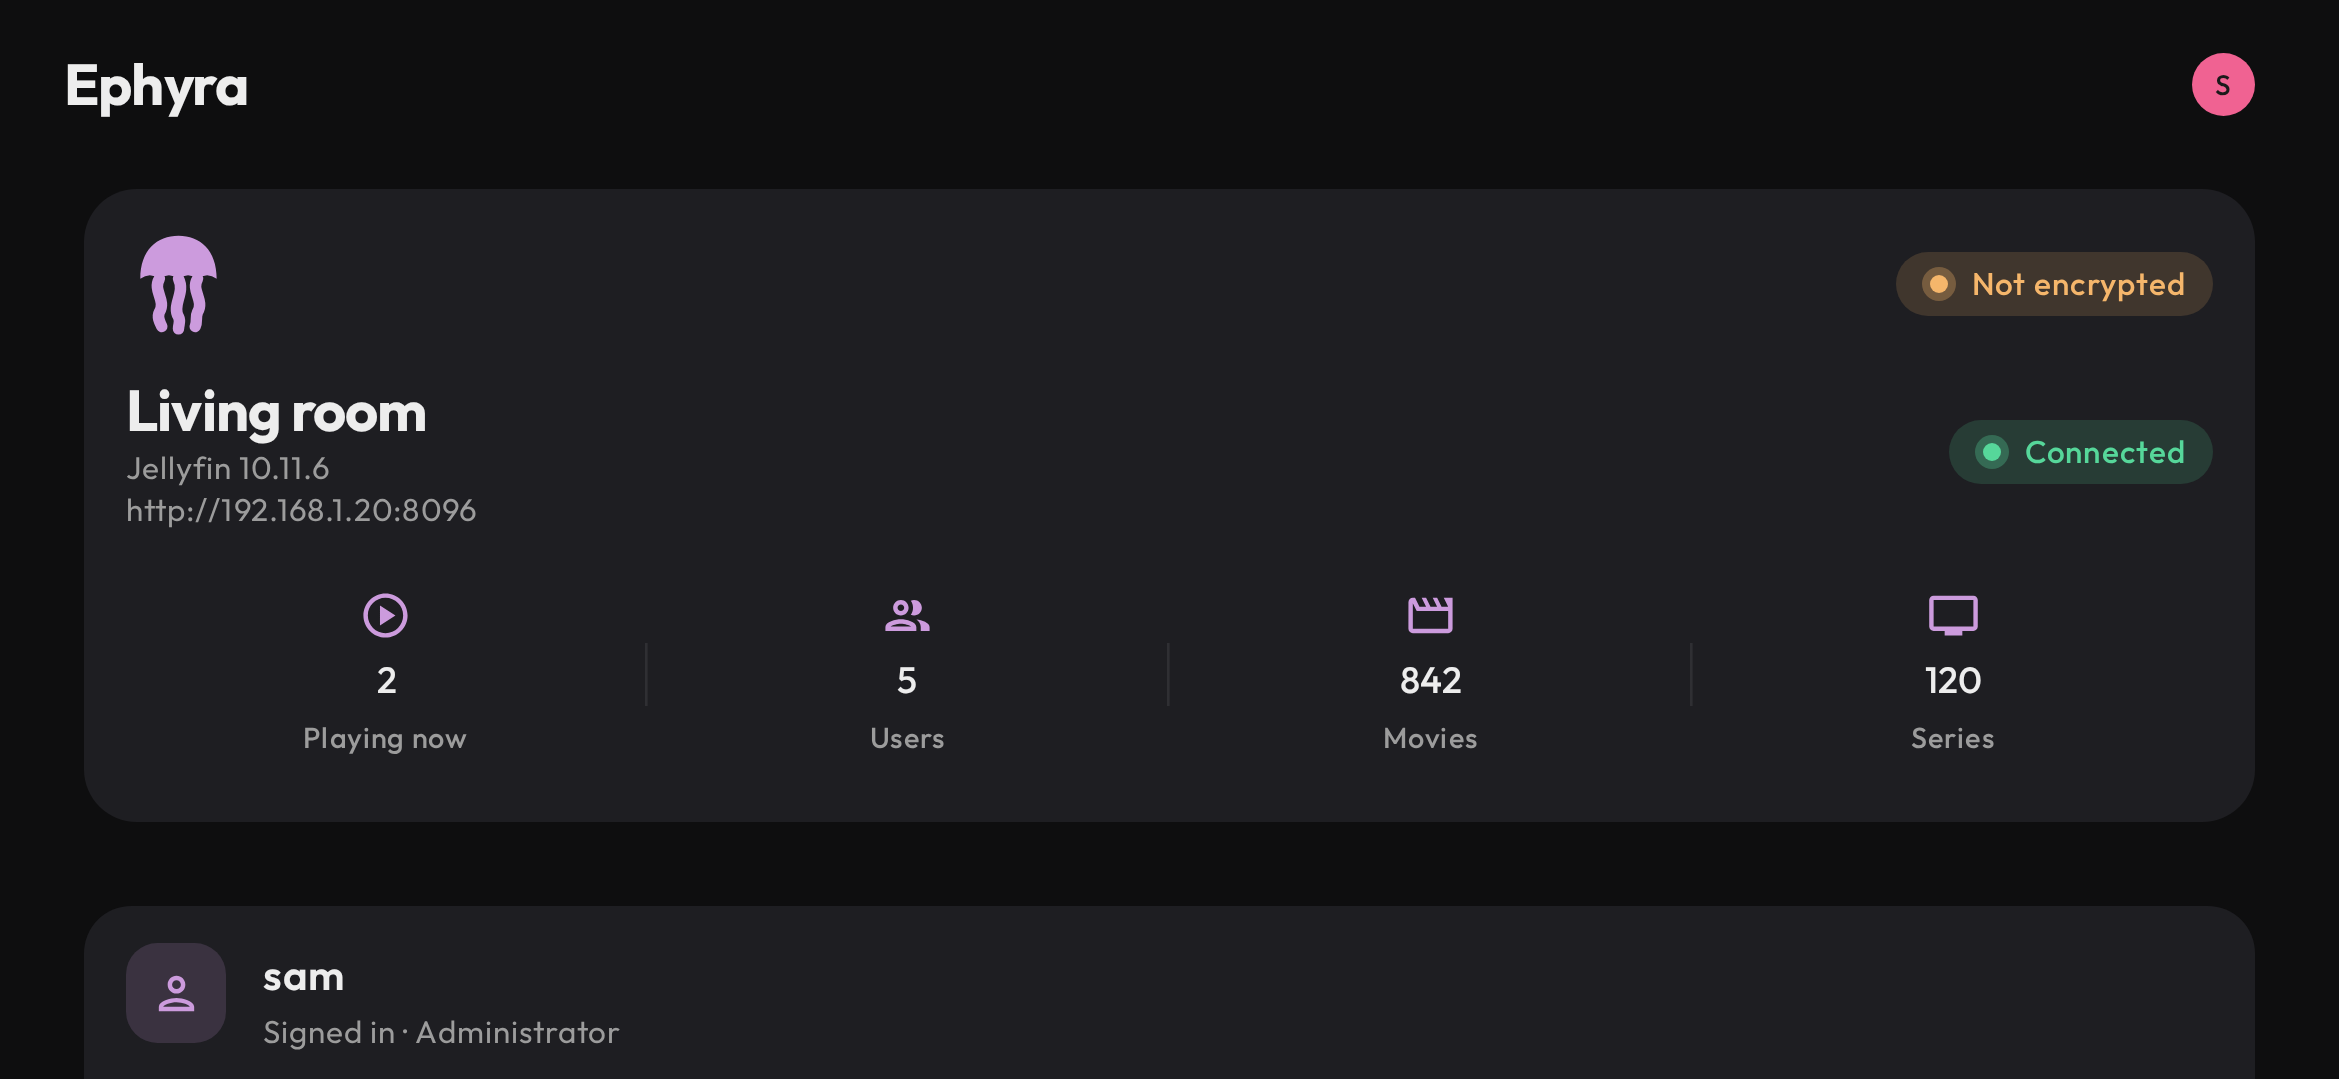 Ephyra
S
Not encrypted
Living room
Jellyfin 10.11.6
http://192.168.1.20:8096
Connected
2
Playing now
5
Users
842
Movies
120
Series
sam
Signed in · Administrator